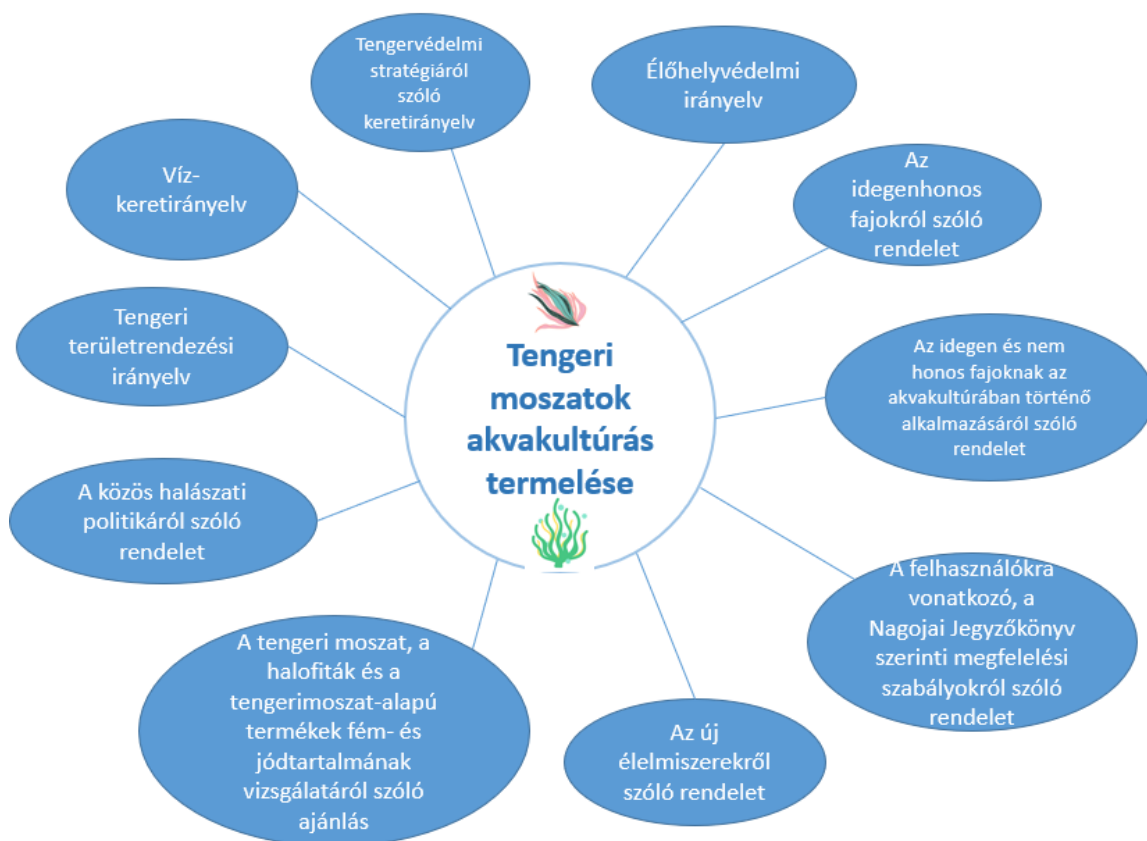 Tengervédelmi
stratégiáról
szóló
keretirányelv
Élőhelyvédelmi
irányelv
Az
idegenhonos
fajokról szóló
rendelet
Az idegen és nem
honos fajoknak az
akvakultúrában történő
alkalmazásáról szóló
rendelet
A felhasználókra
vonatkozó, a
Nagojai Jegyzőkönyv
szerinti megfelelési
szabályokról szóló
rendelet
Az új
élelmiszerekről
szóló rendelet
A tengeri moszat, a
halofiták és a
tengerimoszat-alapú
termékek fém- és
jódtartalmának
vizsgálatáról szóló
ajánlás
A közös halászati
politikáról szóló
rendelet
Tengeri
területrendezési
irányelv
Víz-
keretirányelv
Tengeri
moszatok
akvakultúrás
termelése